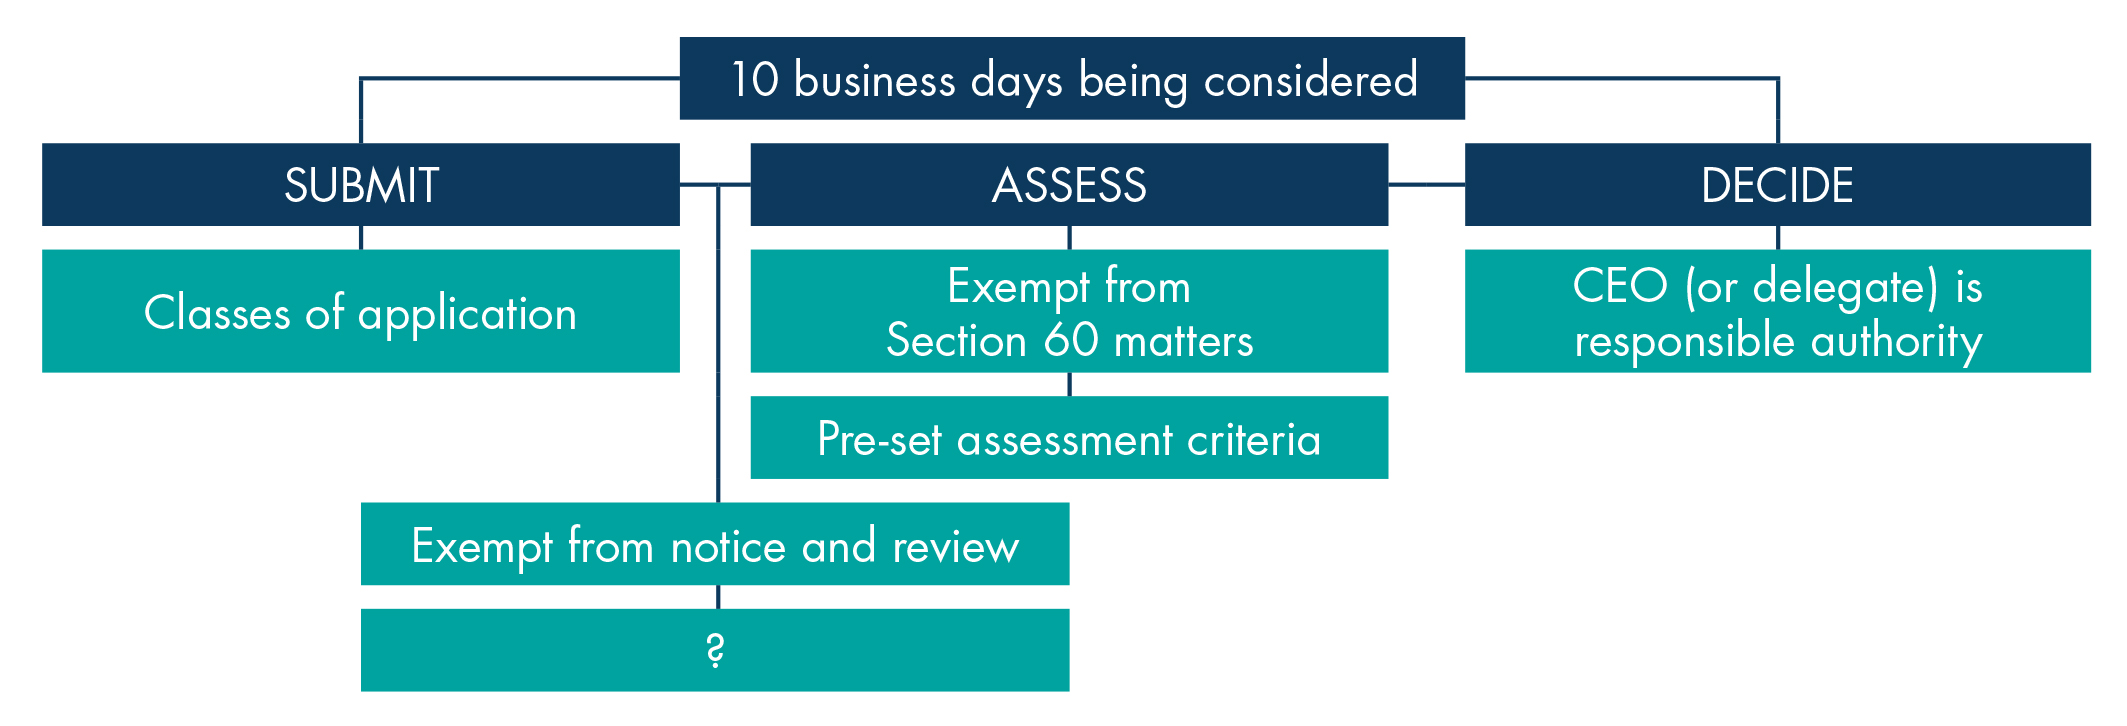 10 business days being considered
SUBMIT
ASSESS
DECIDE
Classes of application
Exempt from
Section 60 matters
CEO (or delegate) is
responsible authority
Pre-set assessment criteria
Exempt from notice and review
?